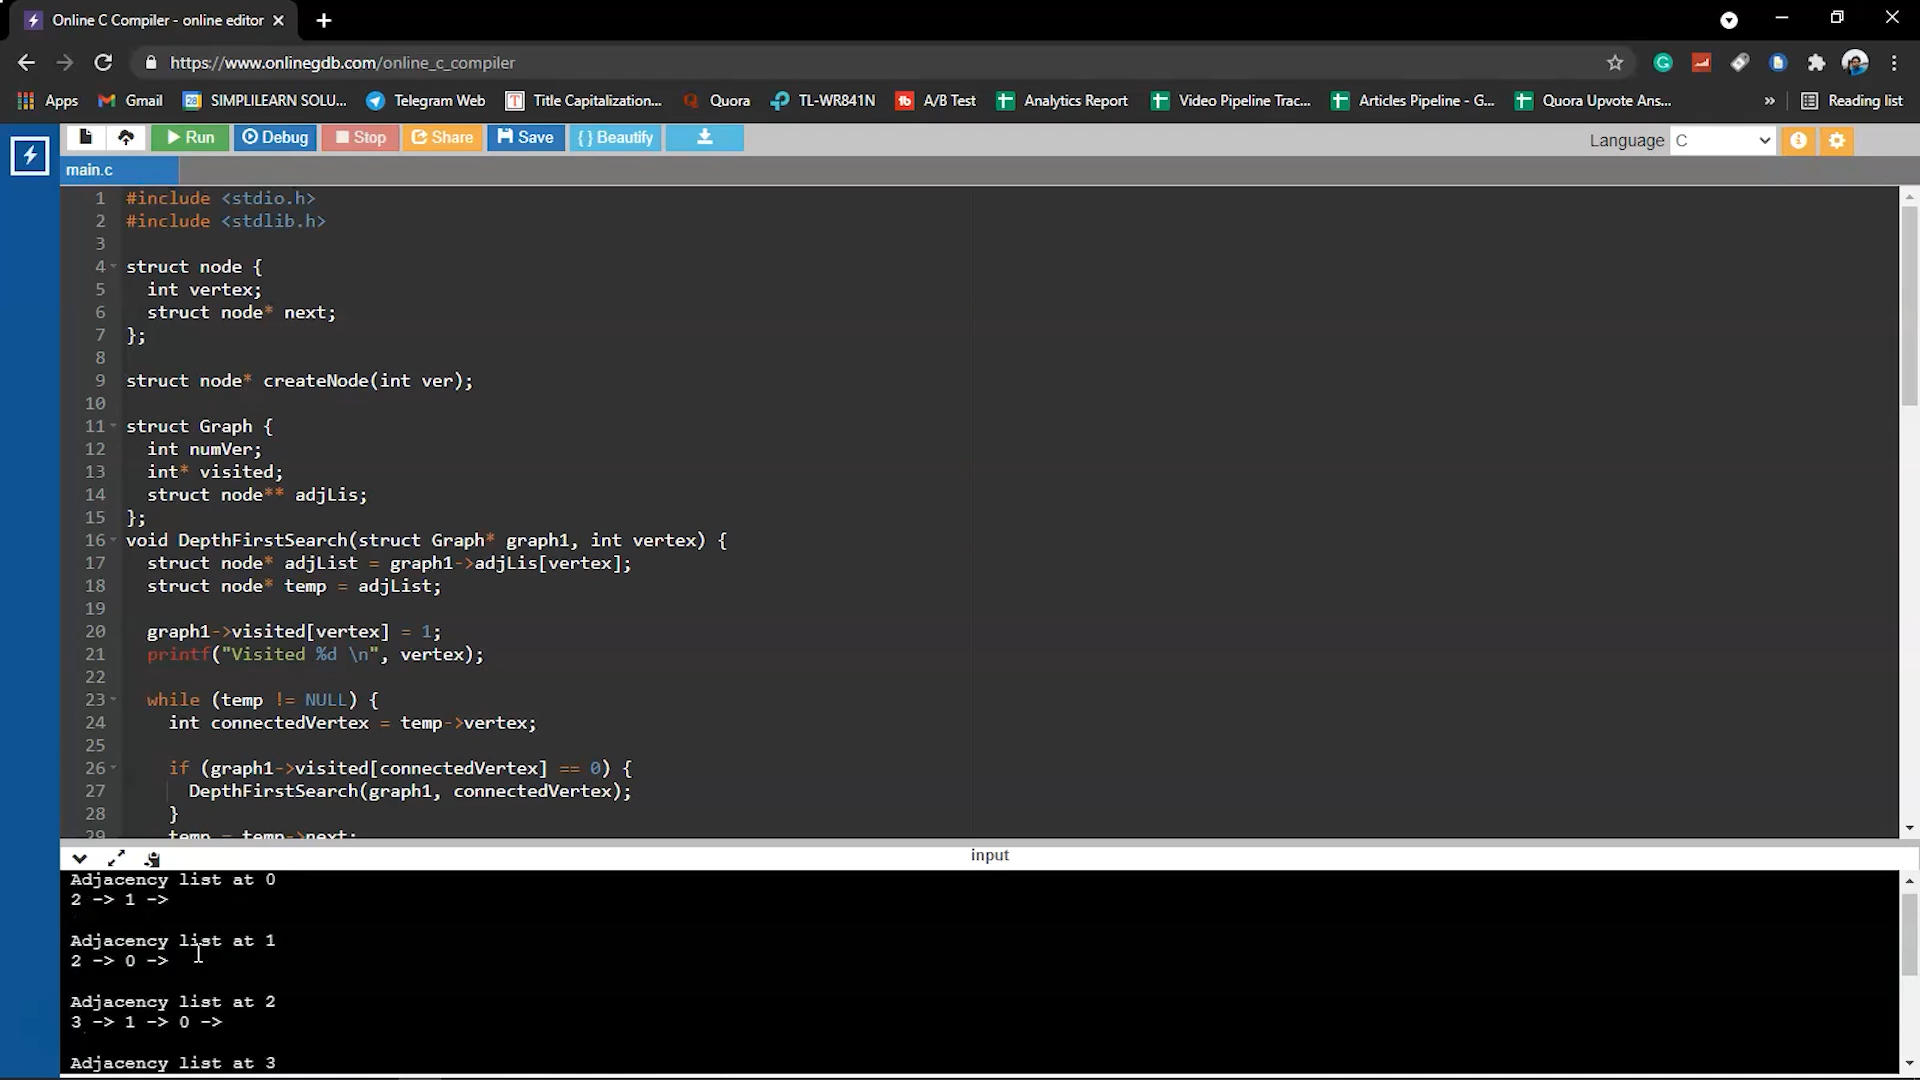 Online C Compiler - online editor
https://www.onlinegdb.com/online_c_compiler
Apps Gmail SIMPLILEARN SOLU... Telegram Web Title Capitalization... Quora TL-WR841N A/B Test Analytics Report Video Pipeline Trac... Articles Pipeline - G... Quora Upvote Ans... » Reading list
Run Debug Stop Share Save { } Beautify Language C
main.c
1 #include <stdio.h>
2 #include <stdlib.h>
3
4 struct node {
5 int vertex;
6 struct node* next;
7 };
8
9 struct node* createNode(int ver);
10
11 struct Graph {
12 int numVer;
13 int* visited;
14 struct node** adjLis;
15 };
16 void DepthFirstSearch(struct Graph* graph1, int vertex) {
17 struct node* adjList = graph1->adjLis[vertex];
18 struct node* temp = adjList;
19
20 graph1->visited[vertex] = 1;
21 printf("Visited %d \n", vertex);
22
23 while (temp != NULL) {
24 int connectedVertex = temp->vertex;
25
26 if (graph1->visited[connectedVertex] == 0) {
27 DepthFirstSearch(graph1, connectedVertex);
28 }
29 temp = temp->next;
input
Adjacency list at 0
2 -> 1 ->
Adjacency list at 1
2 -> 0 ->
Adjacency list at 2
3 -> 1 -> 0 ->
Adjacency list at 3